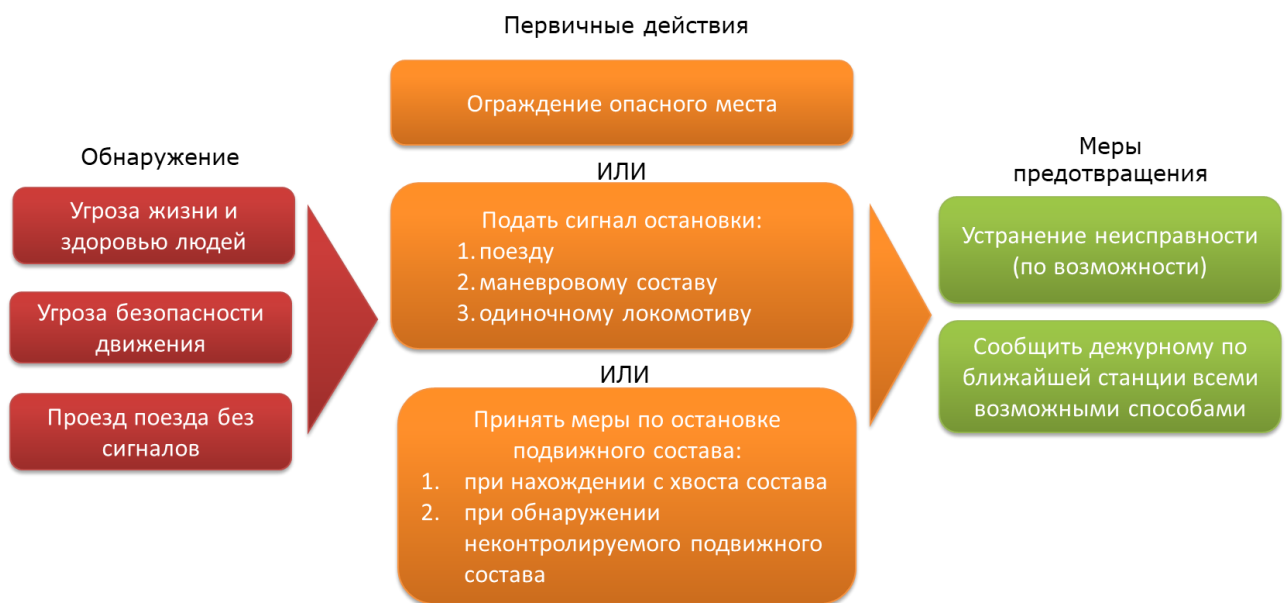 Первичные действия
Обнаружение
Угроза жизни и
здоровью людей
Угроза безопасности
движения
Проезд поезда без
сигналов
Ограждение опасного места
ИЛИ
Подать сигнал остановки:
1. поезду
2. маневровому составу
3. одиночному локомотиву
ИЛИ
Принять меры по остановке
подвижного состава:
1. при нахождении с хвоста состава
2. при обнаружении
неконтролируемого подвижного
состава
Меры
предотвращения
Устранение неисправности
(по возможности)
Сообщить дежурному по
ближайшей станции всеми
возможными способами